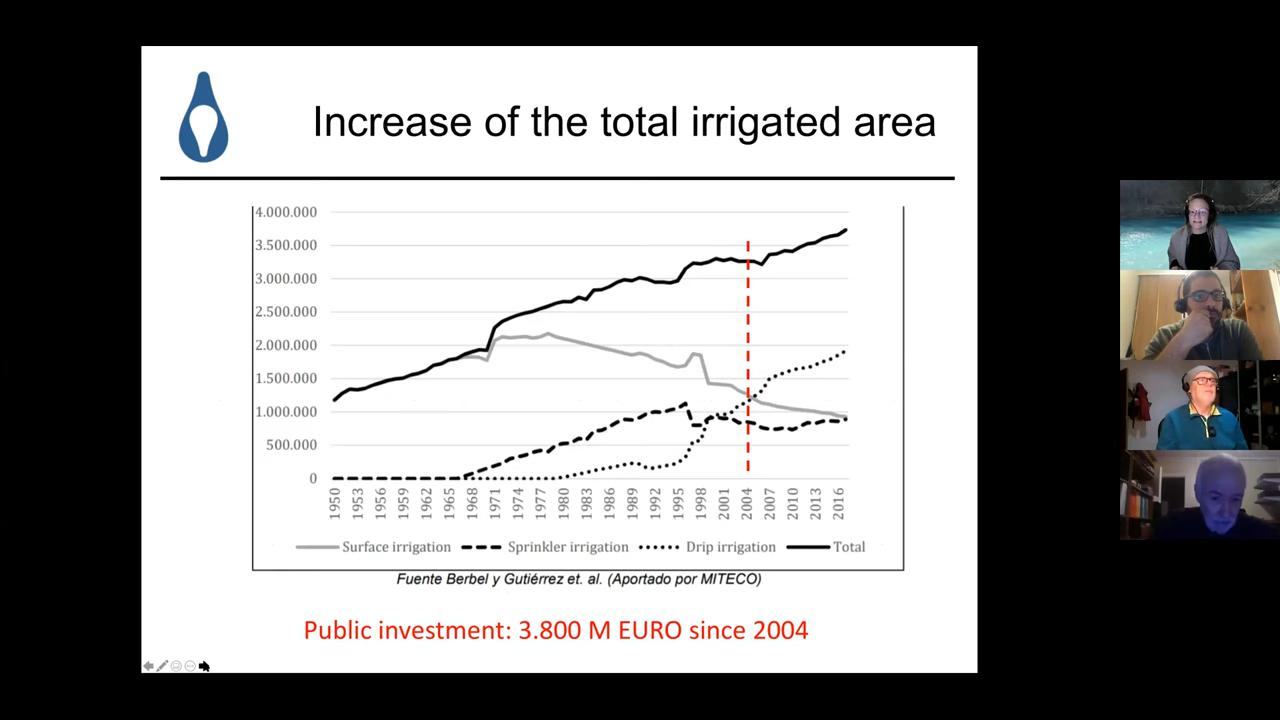 Increase of the total irrigated area
4.000.000
3.500.000
3.000.000
2.500.000
2.000.000
1.500.000
1.000.000
500.000
0
1950 1953 1956 1959 1962 1965 1968 1971 1974 1977 1980 1983 1986 1989 1992 1995 1998 2001 2004 2007 2010 2013 2016
Surface irrigation Sprinkler irrigation Drip irrigation Total
Fuente Berbel y Gutiérrez et. al. (Aportado por MITECO)
Public investment: 3.800 M EURO since 2004